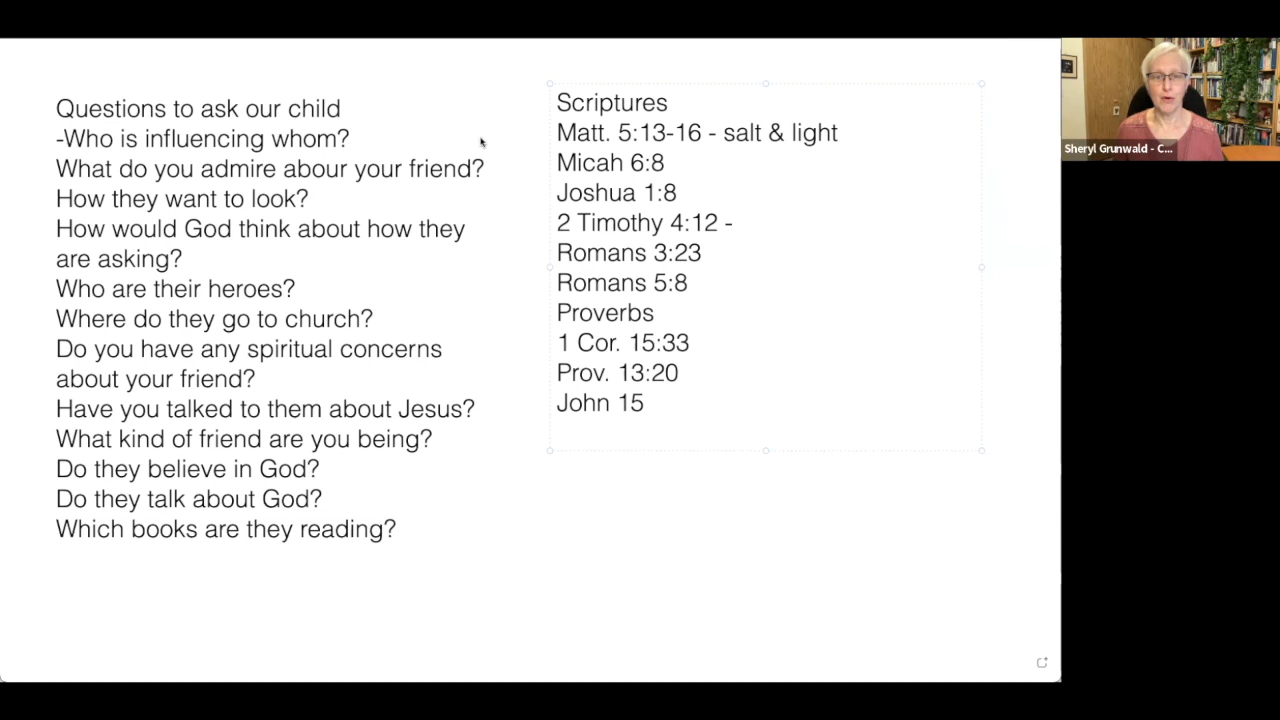 Questions to ask our child
-Who is influencing whom?
What do you admire abour your friend?
How they want to look?
How would God think about how they
are asking?
Who are their heroes?
Where do they go to church?
Do you have any spiritual concerns
about your friend?
Have you talked to them about Jesus?
What kind of friend are you being?
Do they believe in God?
Do they talk about God?
Which books are they reading?
Scriptures
Matt. 5:13-16 - salt & light
Micah 6:8
Joshua 1:8
2 Timothy 4:12 -
Romans 3:23
Romans 5:8
Proverbs
1 Cor. 15:33
Prov. 13:20
John 15
Sheryl Grunwald - C...